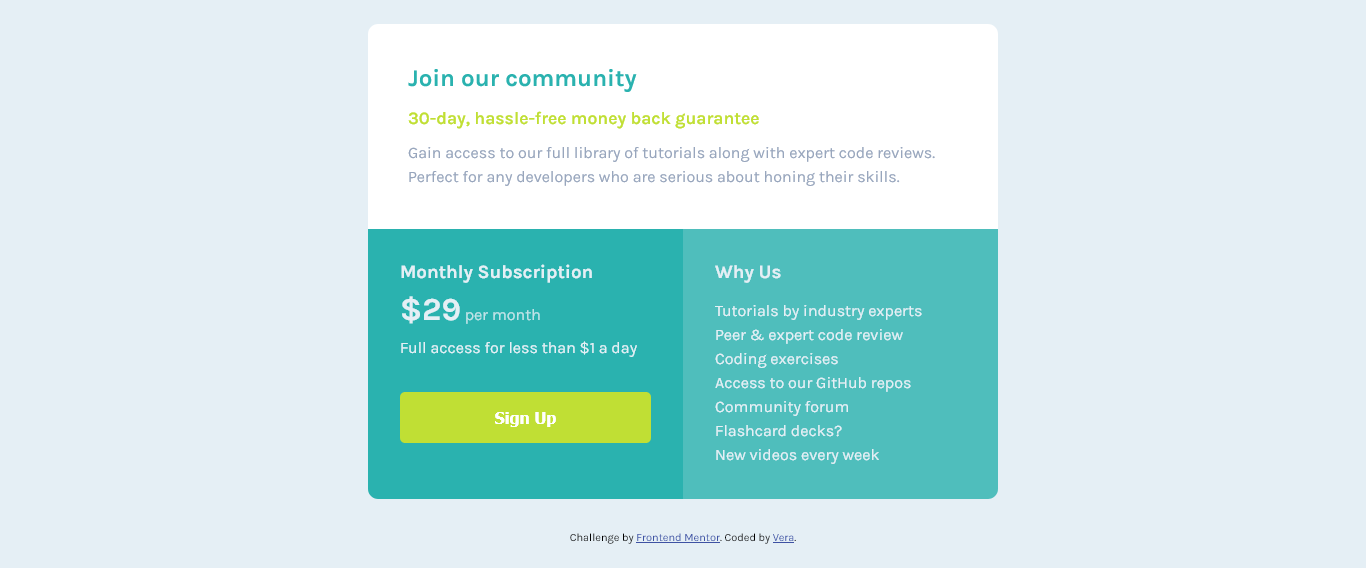 Join our community
30-day, hassle-free money back guarantee
Gain access to our full library of tutorials along with expert code reviews.
Perfect for any developers who are serious about honing their skills.
Monthly Subscription
$29 per month
Full access for less than $1 a day
Sign Up
Why Us
Tutorials by industry experts
Peer & expert code review
Coding exercises
Access to our GitHub repos
Community forum
Flashcard decks?
New videos every week
Challenge by Frontend Mentor. Coded by Vera.